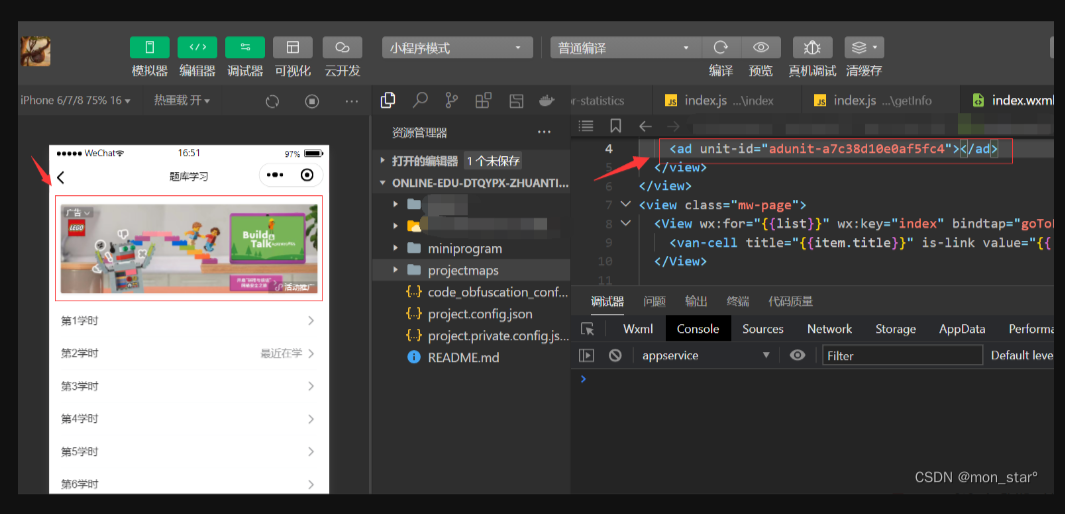 模拟器 编辑器 调试器 可视化 云开发
小程序模式 普通编译
编译 预览 真机调试 清缓存
iPhone 6/7/8 75% 16 热重载 开
WeChat 16:51 97%
题库学习
广告
LEGO
Build
Talk
活动推广
第1学时
第2学时 最近在学
第3学时
第4学时
第5学时
第6学时
资源管理器
打开的编辑器 1 个未保存
ONLINE-EDU-DTQYPX-ZHUANTI...
miniprogram
projectmaps
{..} code_obfuscation_conf...
{..} project.config.json
{..} project.private.config.js...
README.md
or-statistics JS index.js ...\index JS index.js ...\getInfo index.wxml
4 <ad unit-id="adunit-a7c38d10e0af5fc4"></ad>
5 </view>
6 </view>
7 <view class="mw-page">
8 <View wx:for="{{list}}" wx:key="index" bindtap="goTo
9 <van-cell title="{{item.title}}" is-link value="{{
10 </View>
11
调试器 问题 输出 终端 代码质量
Wxml Console Sources Network Storage AppData Performa
appservice Filter Default leve
>
CSDN @mon_star°